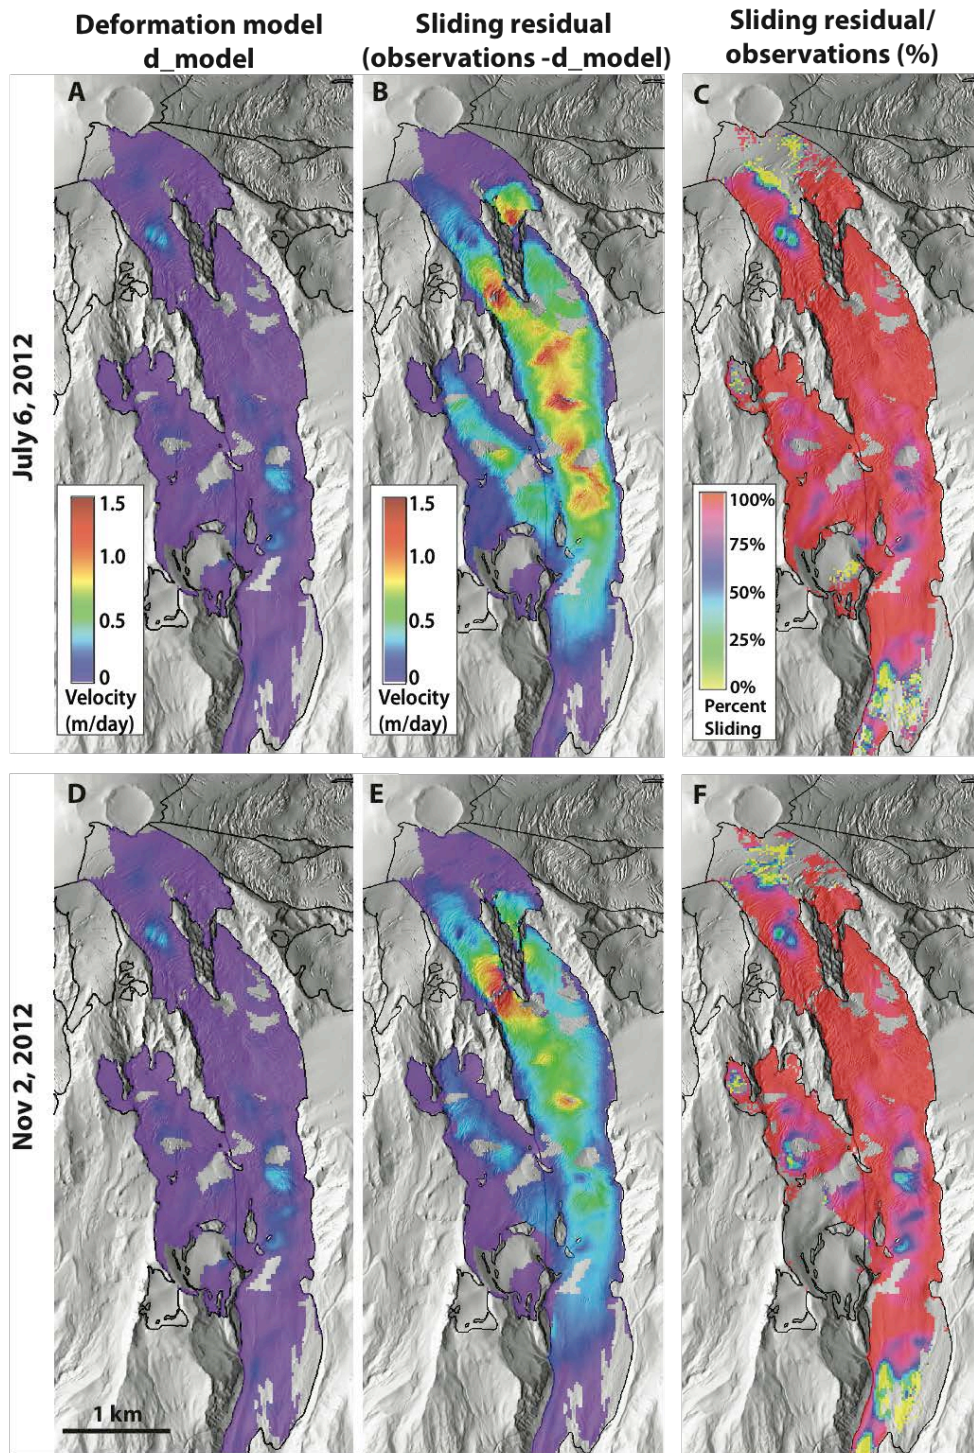 Deformation model
d_model
Sliding residual
(observations -d_model)
Sliding residual/
observations (%)
A
B
C
July 6, 2012
1.5
1.0
0.5
0
Velocity
(m/day)
1.5
1.0
0.5
0
Velocity
(m/day)
100%
75%
50%
25%
0%
Percent
Sliding
D
E
F
Nov 2, 2012
1 km